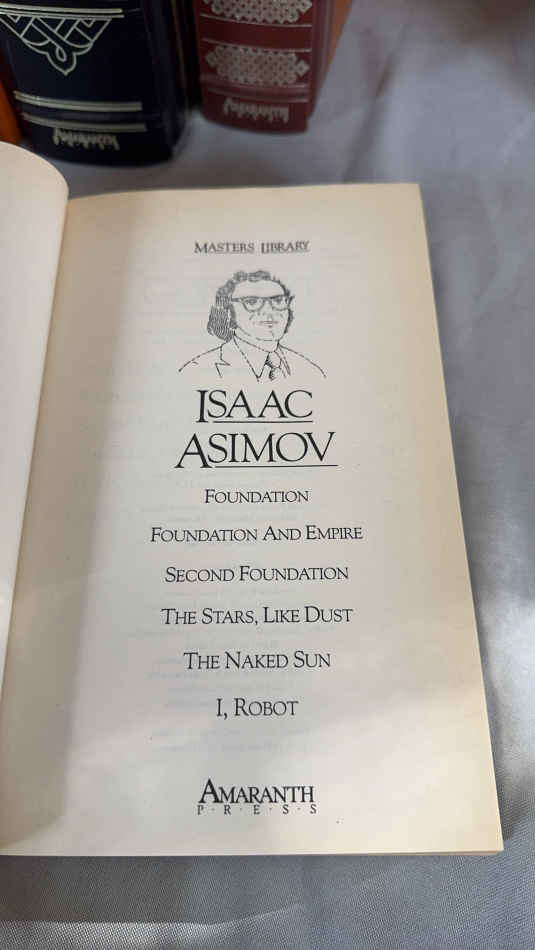 MASTERS LIBRARY
ISAAC
ASIMOV
FOUNDATION
FOUNDATION AND EMPIRE
SECOND FOUNDATION
THE STARS, LIKE DUST
THE NAKED SUN
I, ROBOT
AMARANTH
P·R·E·S·S